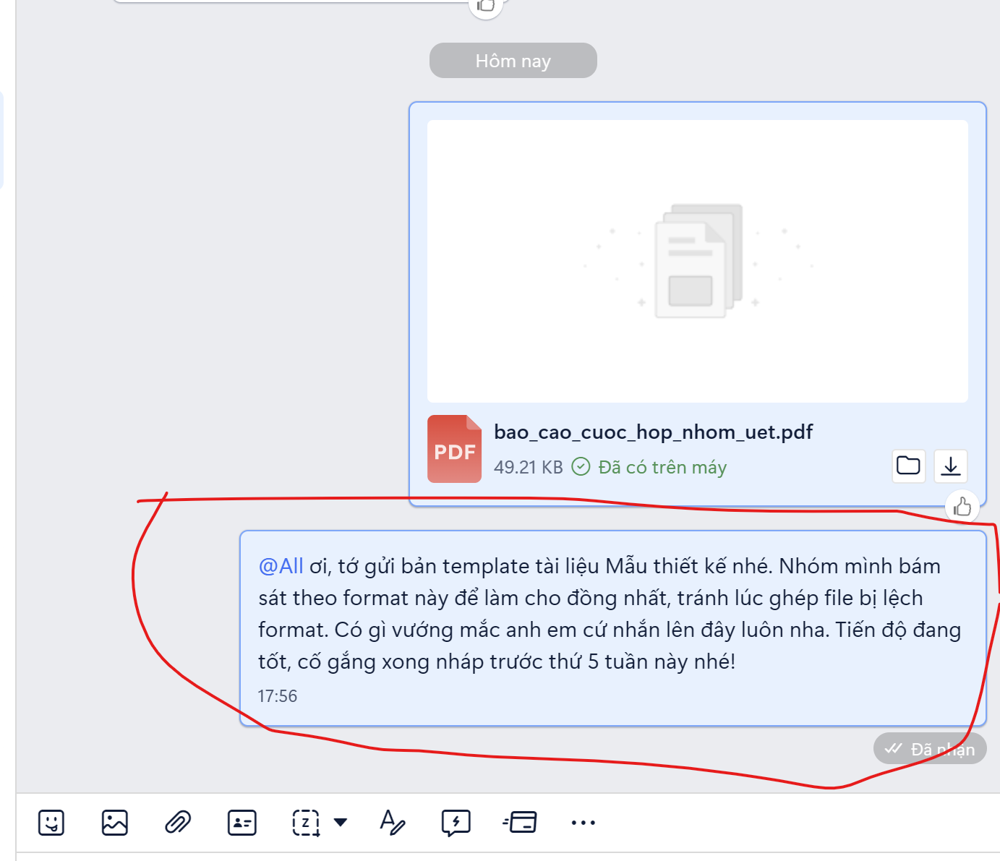 Hôm nay
PDF
bao_cao_cuoc_hop_nhom_uet.pdf
49.21 KB Đã có trên máy
@All ơi, tớ gửi bản template tài liệu Mẫu thiết kế nhé. Nhóm mình bám
sát theo format này để làm cho đồng nhất, tránh lúc ghép file bị lệch
format. Có gì vướng mắc anh em cứ nhắn lên đây luôn nha. Tiến độ đang
tốt, cố gắng xong nháp trước thứ 5 tuần này nhé!
17:56
Đã nhận
Z